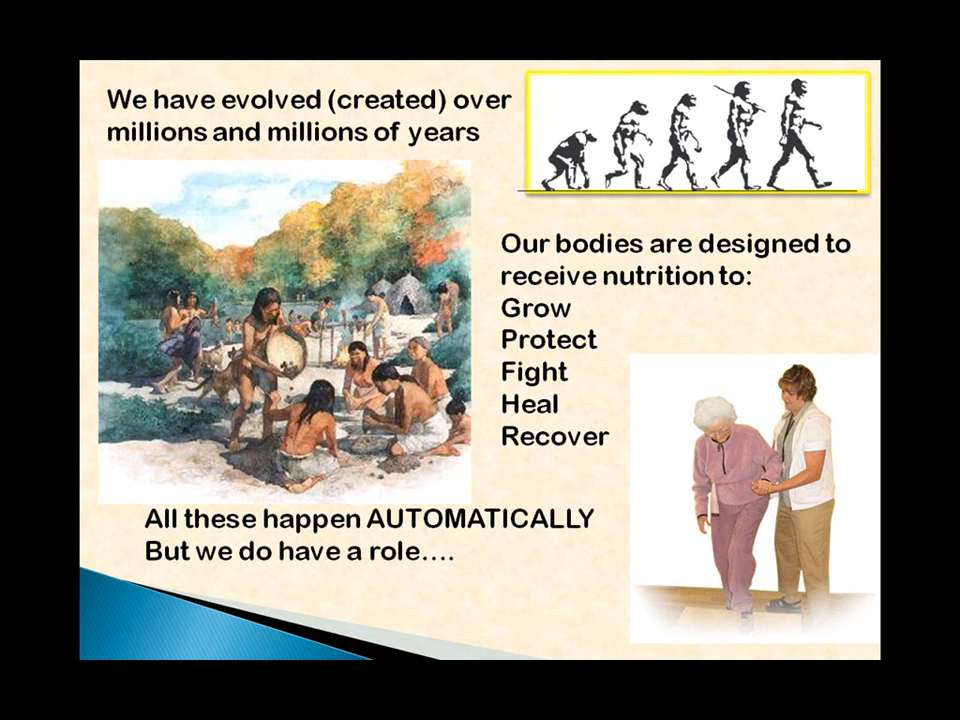 We have evolved (created) over
millions and millions of years
Our bodies are designed to
receive nutrition to:
Grow
Protect
Fight
Heal
Recover
All these happen AUTOMATICALLY
But we do have a role….